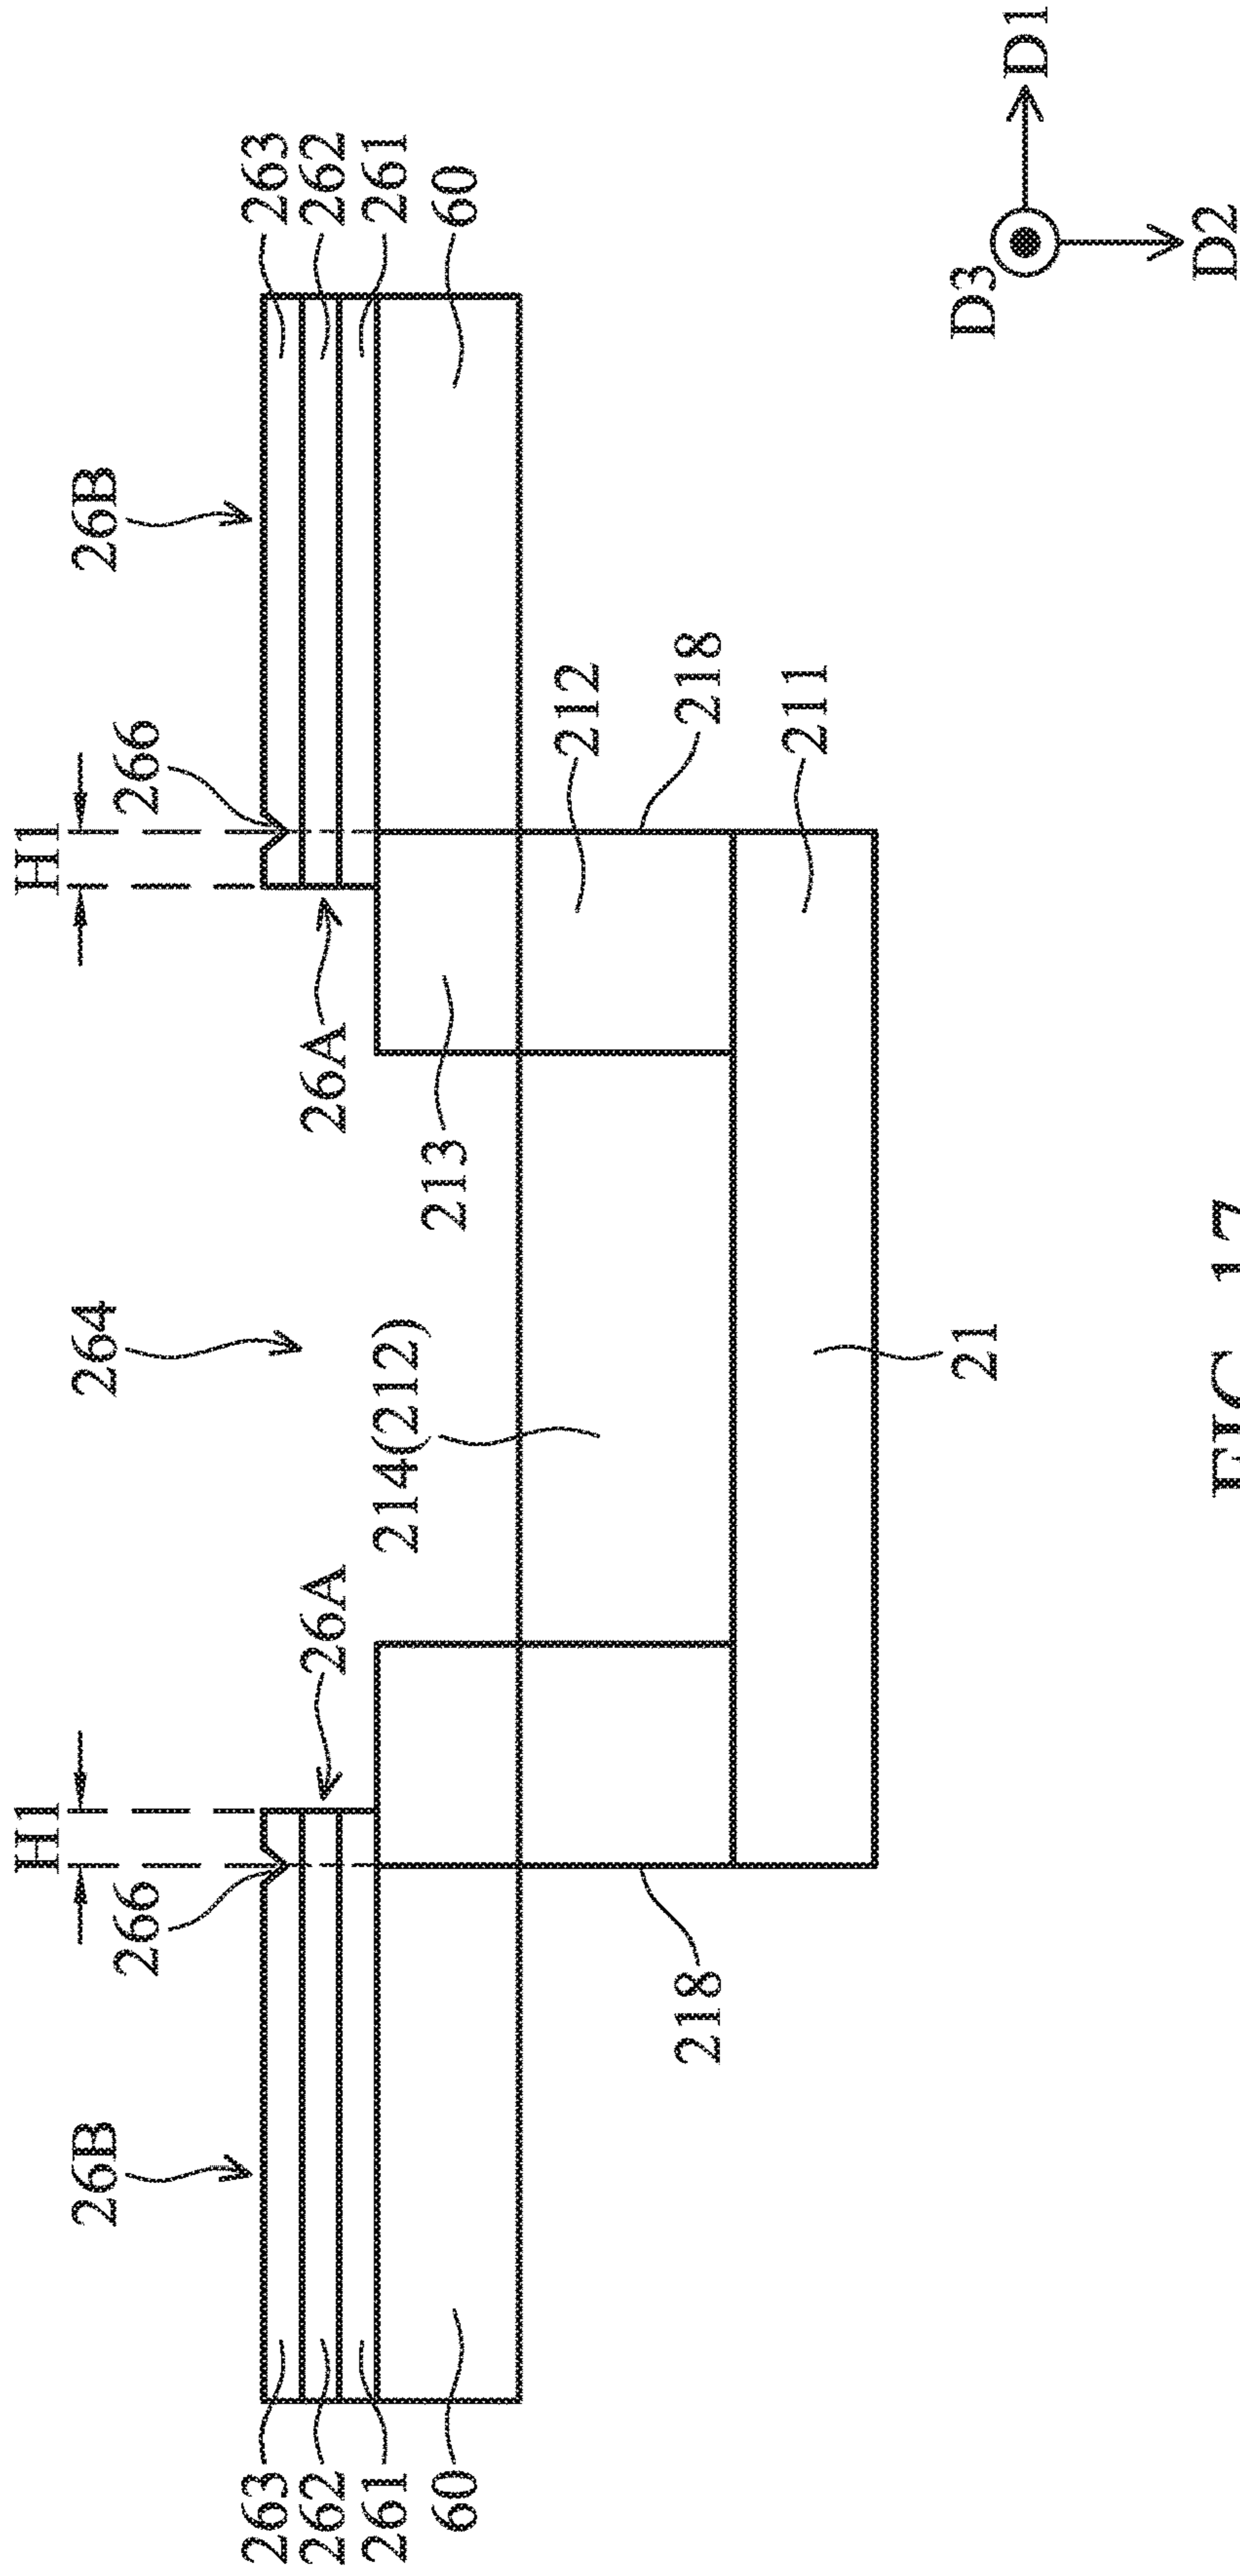 H1 H1
26B 264 26B
266 266
263 263
262 26A 26A 262
261 214(212) 261
60 213 60
212
218 218
211
21 D3
D1
D2
FIG. 17